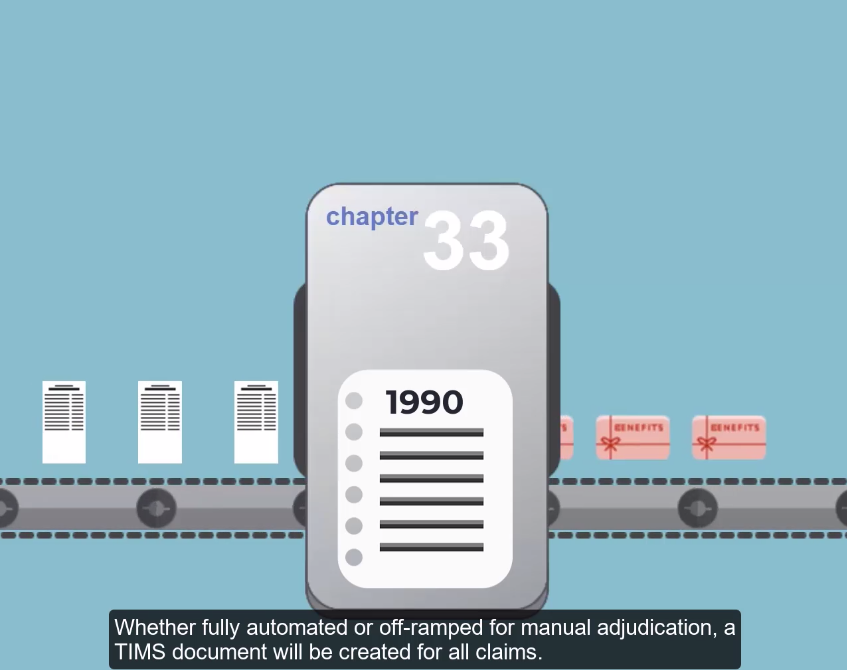 chapter 33
1990
BENEFITS
BENEFITS
Whether fully automated or off-ramped for manual adjudication, a
TIMS document will be created for all claims.